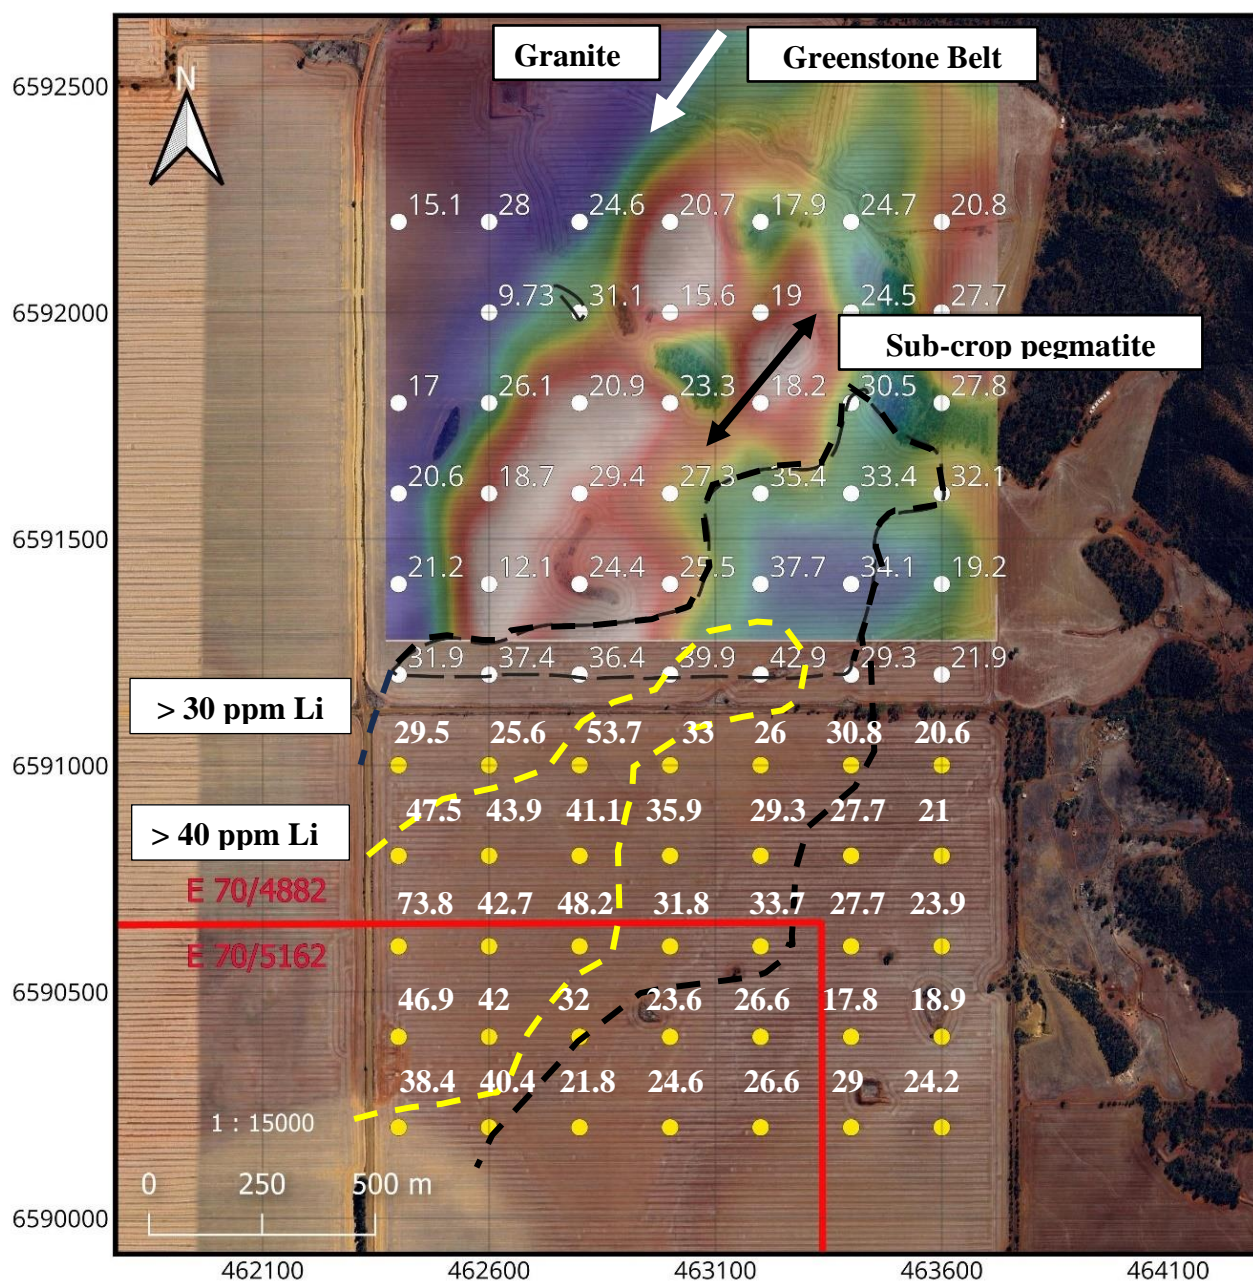 Granite
Greenstone Belt
6592500
N
15.1 28 24.6 20.7 17.9 24.7 20.8
6592000
9.73 31.1 15.6 19 24.5 27.7
Sub-crop pegmatite
17 26.1 20.9 23.3 18.2 30.5 27.8
20.6 18.7 29.4 27.3 35.4 33.4 32.1
6591500
21.2 12.1 24.4 25.5 37.7 34.1 19.2
31.9 37.4 36.4 39.9 42.9 29.3 21.9
> 30 ppm Li
29.5 25.6 53.7 33 26 30.8 20.6
6591000
47.5 43.9 41.1 35.9 29.3 27.7 21
> 40 ppm Li
E 70/4882
73.8 42.7 48.2 31.8 33.7 27.7 23.9
E 70/5162
6590500
46.9 42 32 23.6 26.6 17.8 18.9
38.4 40.4 21.8 24.6 26.6 29 24.2
1 : 15000
0 250 500 m
6590000
462100 462600 463100 463600 464100